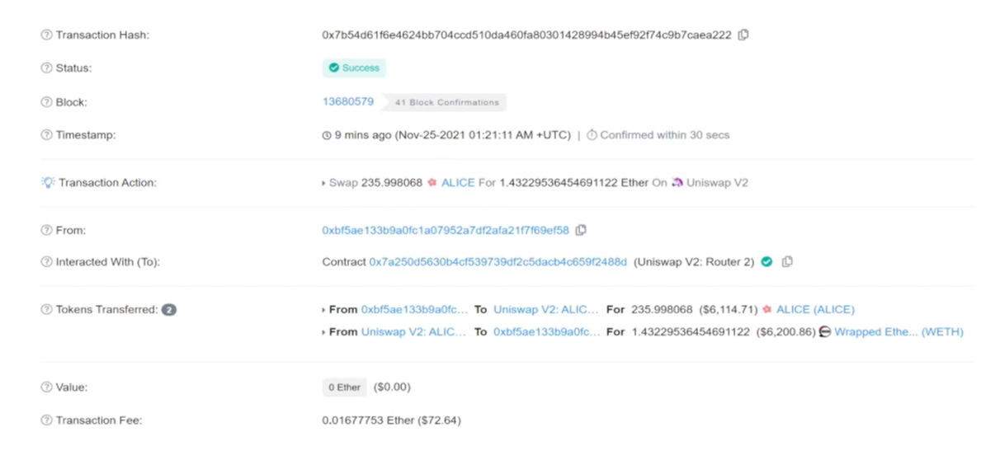 Transaction Hash: 0x7b54d61f6e4624bb704ccd510da460fa80301428994b45ef92f74c9b7caea222
Status: Success
Block: 13680579 41 Block Confirmations
Timestamp: 9 mins ago (Nov-25-2021 01:21:11 AM +UTC) | Confirmed within 30 secs
Transaction Action: Swap 235.998068 ALICE For 1.43229536454691122 Ether On Uniswap V2
From: 0xbf5ae133b9a0fc1a07952a7df2afa21f7f69ef58
Interacted With (To): Contract 0x7a250d5630b4cf539739df2c5dacb4c659f2488d (Uniswap V2: Router 2)
Tokens Transferred: 2 From 0xbf5ae133b9a0fc... To Uniswap V2: ALIC... For 235.998068 ($6,114.71) ALICE (ALICE)
From Uniswap V2: ALIC... To 0xbf5ae133b9a0fc... For 1.43229536454691122 ($6,200.86) Wrapped Ethe... (WETH)
Value: 0 Ether ($0.00)
Transaction Fee: 0.01677753 Ether ($72.64)